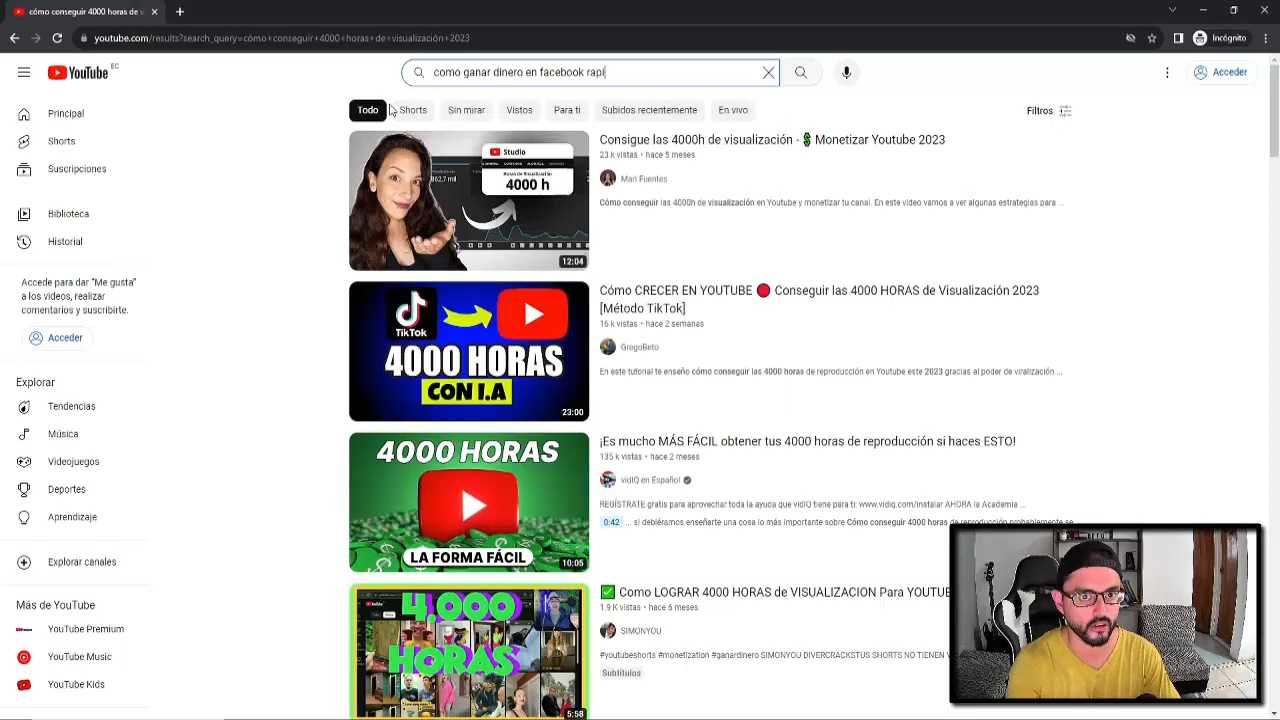 cómo conseguir 4000 horas de v
youtube.com/results?search_query=cómo+conseguir+4000+horas+de+visualización+2023
Incógnito
YouTube EC
como ganar dinero en facebook rapi
Acceder
Todo
Shorts
Sin mirar
Vistos
Para ti
Subidos recientemente
En vivo
Filtros
Principal
Shorts
Suscripciones
Biblioteca
Historial
Accede para dar "Me gusta"
a los videos, realizar
comentarios y suscribirte.
Acceder
Explorar
Tendencias
Música
Videojuegos
Deportes
Aprendizaje
Explorar canales
Más de YouTube
YouTube Premium
YouTube Music
YouTube Kids
Studio
4000 h
12:04
Consigue las 4000h de visualización - 💲 Monetizar Youtube 2023
23 k vistas • hace 5 meses
Mari Fuentes
Cómo conseguir las 4000h de visualización en Youtube y monetizar tu canal. En este video vamos a ver algunas estrategias para ...
TikTok
4000 HORAS
CON I.A
23:00
Cómo CRECER EN YOUTUBE 🔴 Conseguir las 4000 HORAS de Visualización 2023
[Método TikTok]
16 k vistas • hace 2 semanas
GregoBeto
En este tutorial te enseño cómo conseguir las 4000 horas de reproducción en Youtube este 2023 gracias al poder de viralización ...
4000 HORAS
LA FORMA FÁCIL
10:05
¡Es mucho MÁS FÁCIL obtener tus 4000 horas de reproducción si haces ESTO!
135 k vistas • hace 2 meses
vidIQ en Español
REGÍSTRATE gratis para aprovechar toda la ayuda que vidIQ tiene para ti: www.vidiq.com/instalar AHORA la Academia ...
0:42 ... si debiéramos enseñarte una cosa lo más importante sobre Cómo conseguir 4000 horas de reproducción probablemente se
4.000
HORAS
5:58
✅ Como LOGRAR 4000 HORAS de VISUALIZACION Para YOUTUBE
1.9 K vistas • hace 6 meses
SIMONYOU
#youtubeshorts #monetization #ganardinero SIMONYOU DIVERCRACKSTUS SHORTS NO TIENEN V
Subtítulos